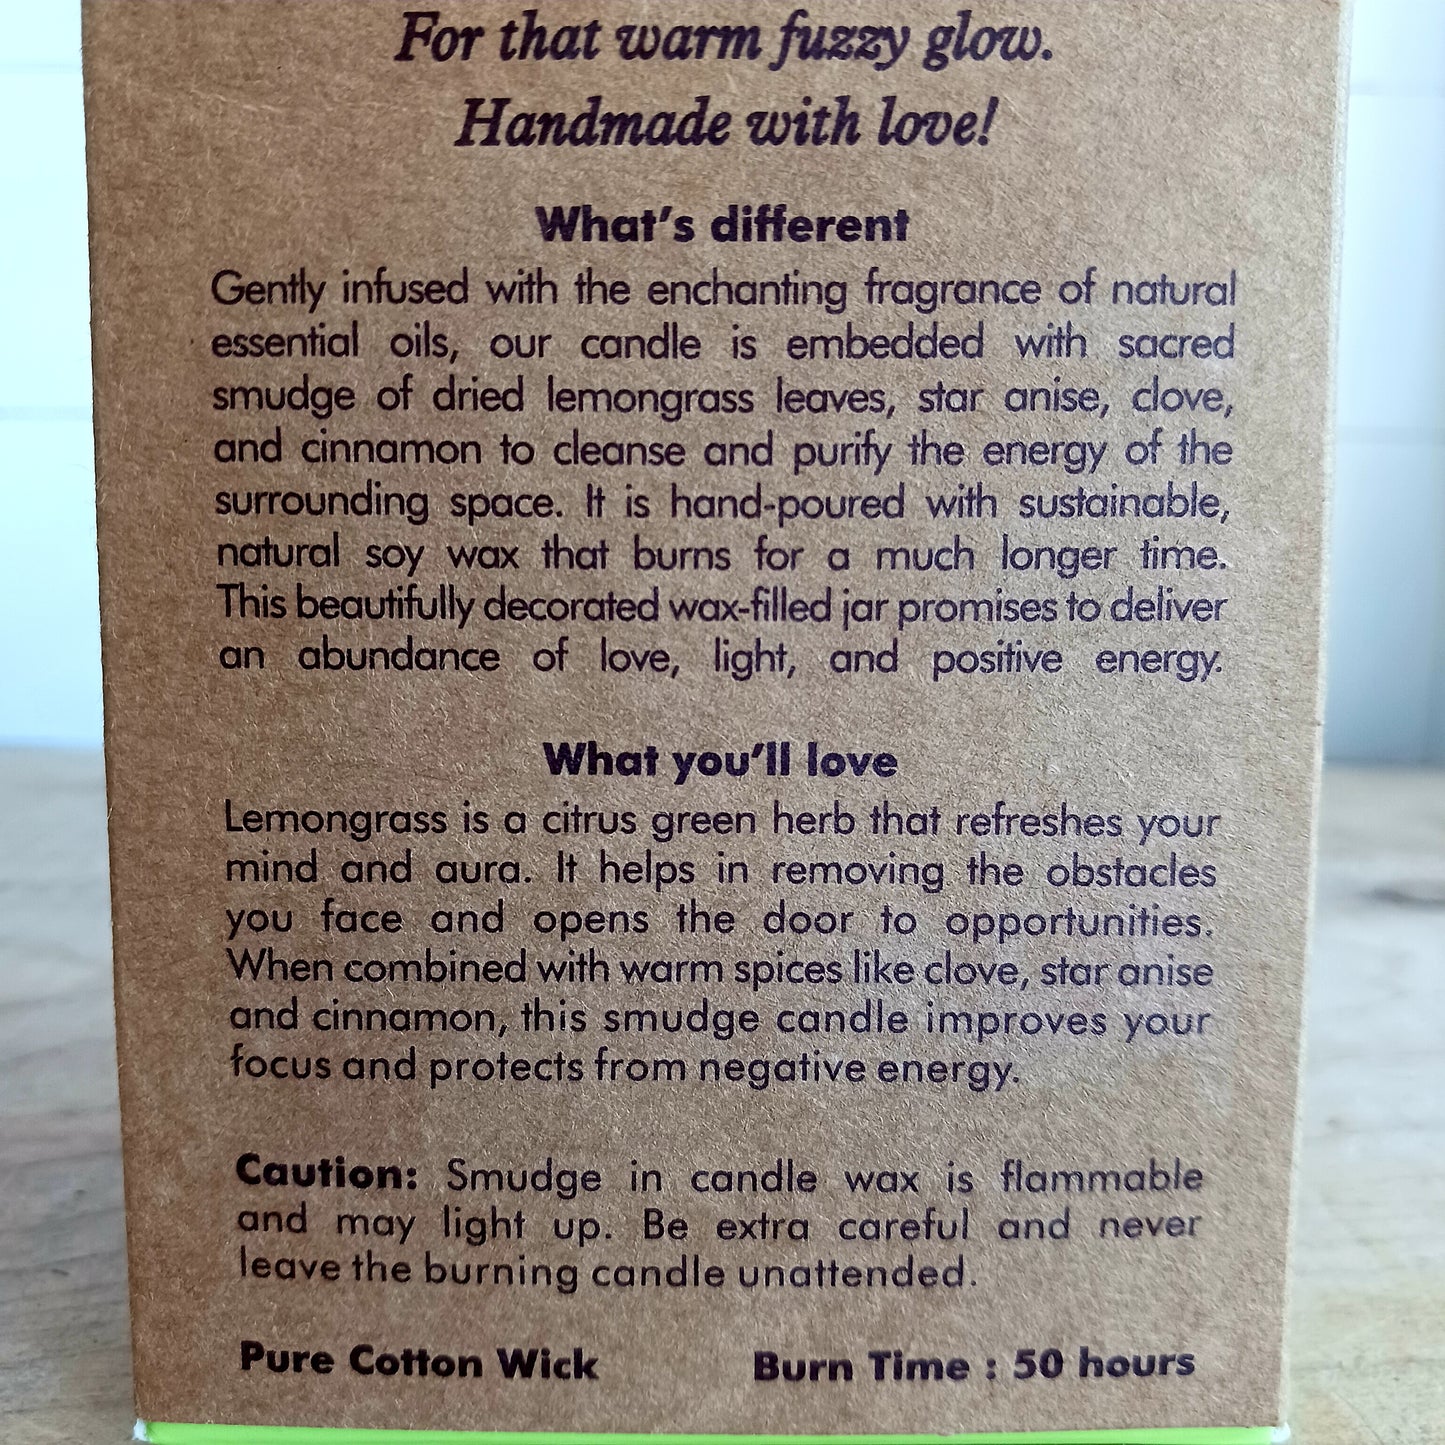 For that warm fuzzy glow.
Handmade with love!
What's different
Gently infused with the enchanting fragrance of natural
essential oils, our candle is embedded with sacred
smudge of dried lemongrass leaves, star anise, clove,
and cinnamon to cleanse and purify the energy of the
surrounding space. It is hand-poured with sustainable,
natural soy wax that burns for a much longer time.
This beautifully decorated wax-filled jar promises to deliver
an abundance of love, light, and positive energy.
What you'll love
Lemongrass is a citrus green herb that refreshes your
mind and aura. It helps in removing the obstacles
you face and opens the door to opportunities.
When combined with warm spices like clove, star anise
and cinnamon, this smudge candle improves your
focus and protects from negative energy.
Caution: Smudge in candle wax is flammable
and may light up. Be extra careful and never
leave the burning candle unattended.
Pure Cotton Wick Burn Time : 50 hours